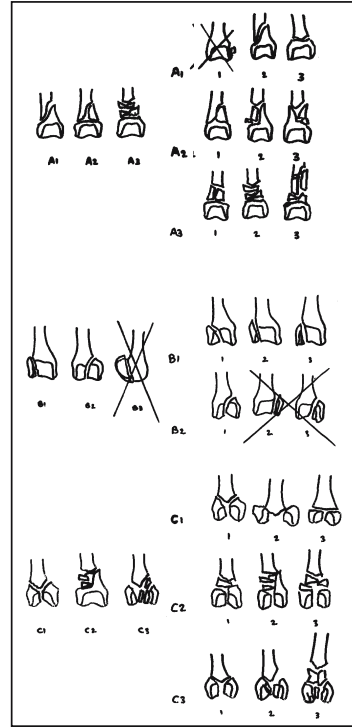 1 2 3
A1
A1 A2 A3
1 2 3
A2
1 2 3
A3
1 2 3
B1
B1 B2 B3
1 2 3
B2
1 2 3
C1
1 2 3
C2
C1 C2 C3
1 2 3
C3